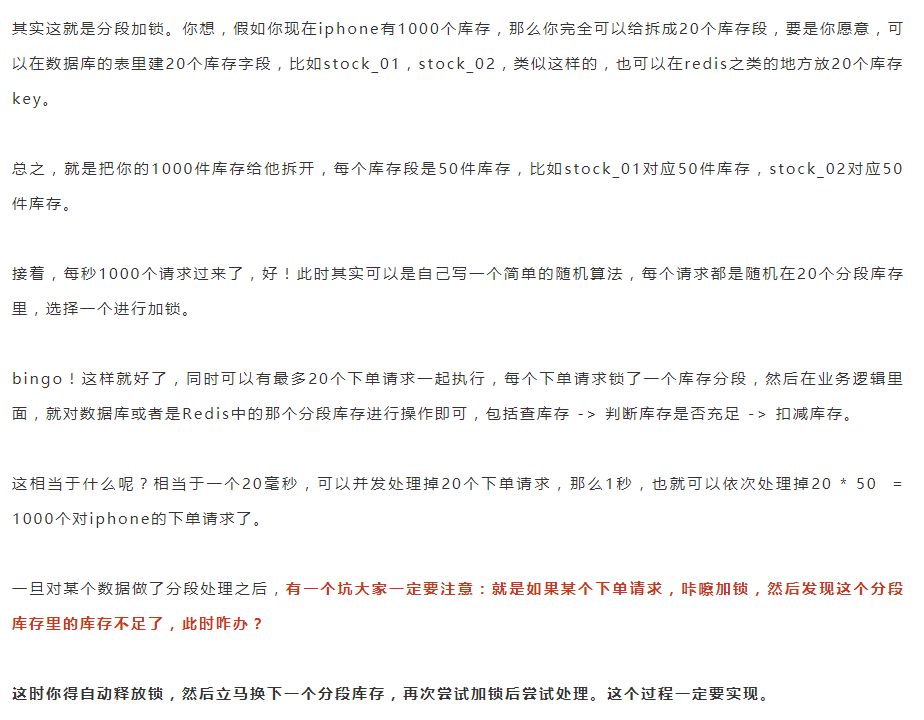 其实这就是分段加锁。你想，假如你现在iphone有1000个库存，那么你完全可以给拆成20个库存段，要是你愿意，可
以在数据库的表里建20个库存字段，比如stock_01，stock_02，类似这样的，也可以在redis之类的地方放20个库存
key。
总之，就是把你的1000件库存给他拆开，每个库存段是50件库存，比如stock_01对应50件库存，stock_02对应50
件库存。
接着，每秒1000个请求过来了，好！此时其实可以是自己写一个简单的随机算法，每个请求都是随机在20个分段库存
里，选择一个进行加锁。
bingo！这样就好了，同时可以有最多20个下单请求一起执行，每个下单请求锁了一个库存分段，然后在业务逻辑里
面，就对数据库或者是Redis中的那个分段库存进行操作即可，包括查库存 -> 判断库存是否充足 -> 扣减库存。
这相当于什么呢？相当于一个20毫秒，可以并发处理掉20个下单请求，那么1秒，也就可以依次处理掉20 * 50 =
1000个对iphone的下单请求了。
一旦对某个数据做了分段处理之后，有一个坑大家一定要注意：就是如果某个下单请求，咔嚓加锁，然后发现这个分段
库存里的库存不足了，此时咋办？
这时你得自动释放锁，然后立马换下一个分段库存，再次尝试加锁后尝试处理。这个过程一定要实现。